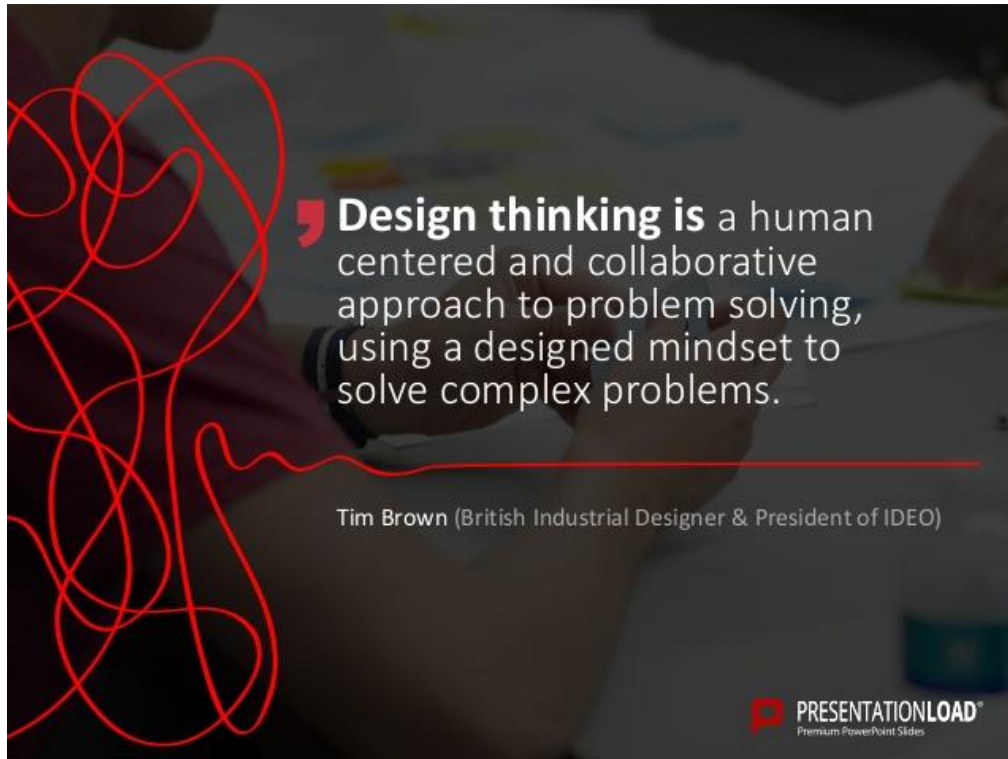 Design thinking is a human
centered and collaborative
approach to problem solving,
using a designed mindset to
solve complex problems.
Tim Brown (British Industrial Designer & President of IDEO)
PRESENTATIONLOAD®
Premium PowerPoint Slides